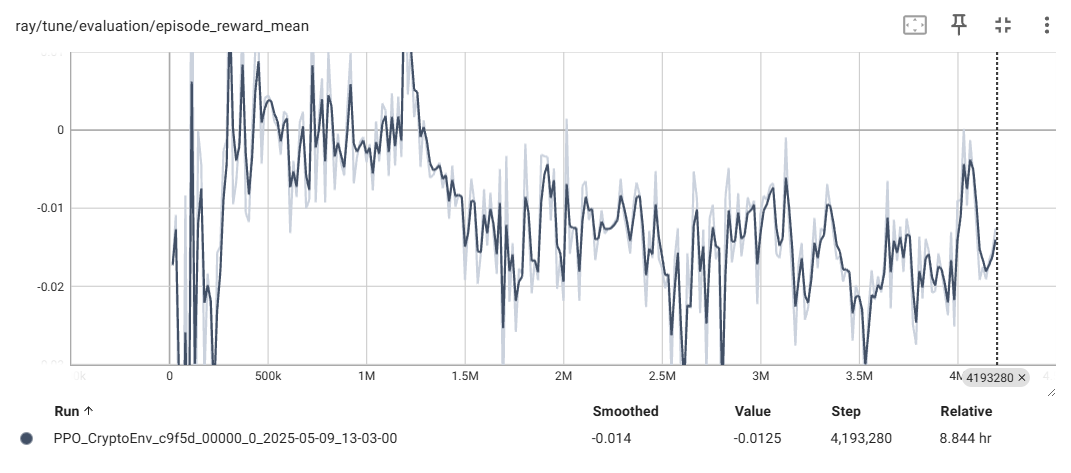 ray/tune/evaluation/episode_reward_mean
0
-0.01
-0.02
0k 0 500k 1M 1.5M 2M 2.5M 3M 3.5M 4M 4193280 ×
Run ↑ Smoothed Value Step Relative
PPO_CryptoEnv_c9f5d_00000_0_2025-05-09_13-03-00 -0.014 -0.0125 4,193,280 8.844 hr